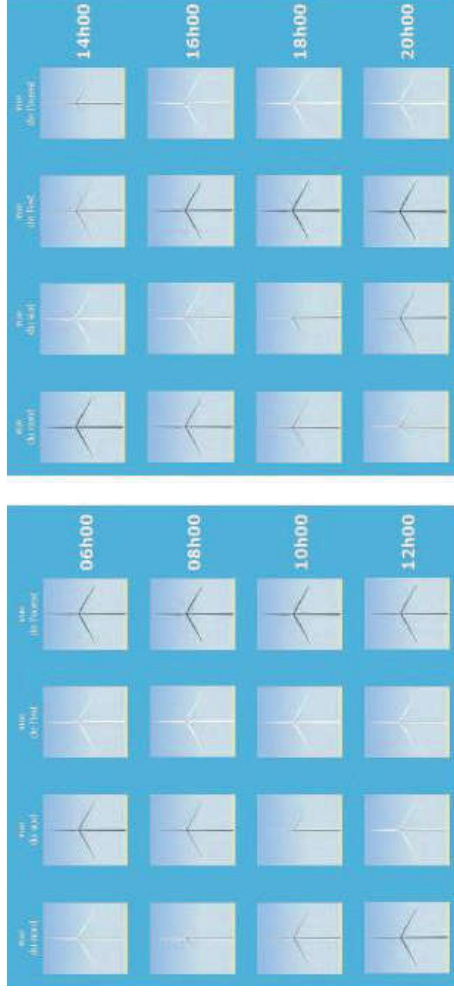 vue
du nord
vue
du sud
vue
de l'est
vue
de l'ouest
06h00
08h00
10h00
12h00
vue
du nord
vue
du sud
vue
de l'est
vue
de l'ouest
14h00
16h00
18h00
20h00